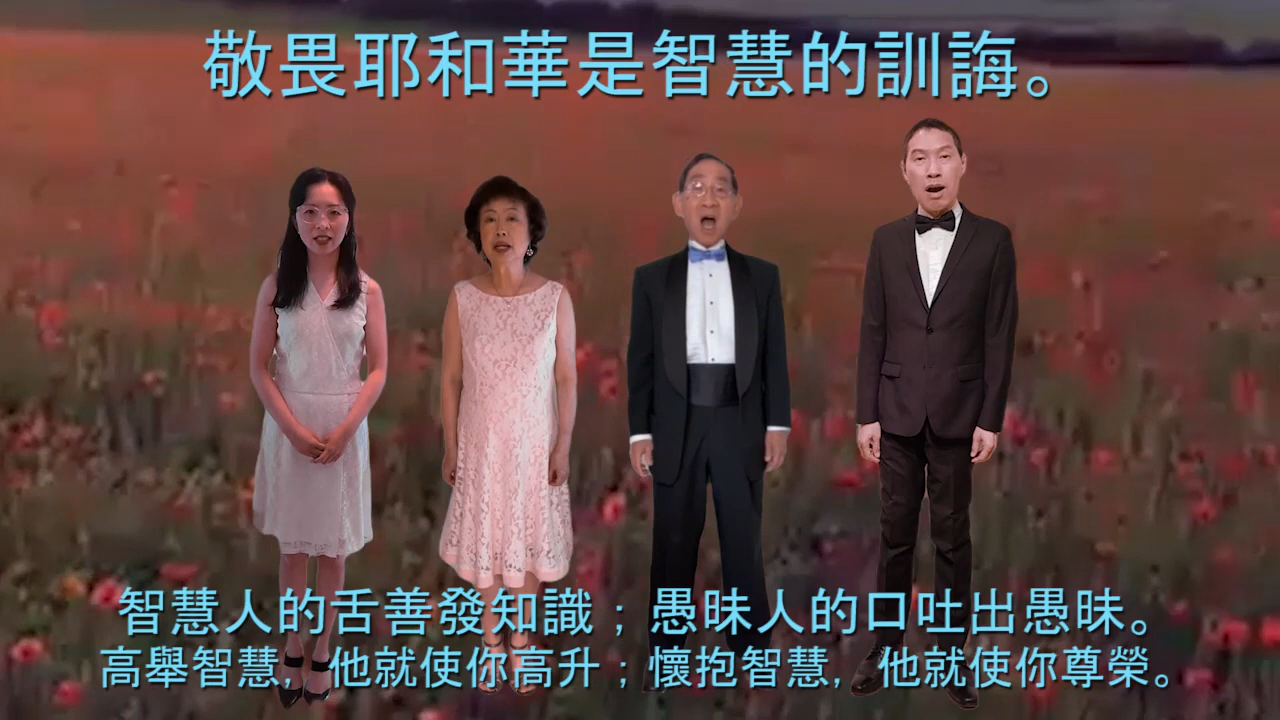 敬畏耶和華是智慧的訓誨。
智慧人的舌善發知識；愚昧人的口吐出愚昧。
高舉智慧，他就使你高升；懷抱智慧，他就使你尊榮。